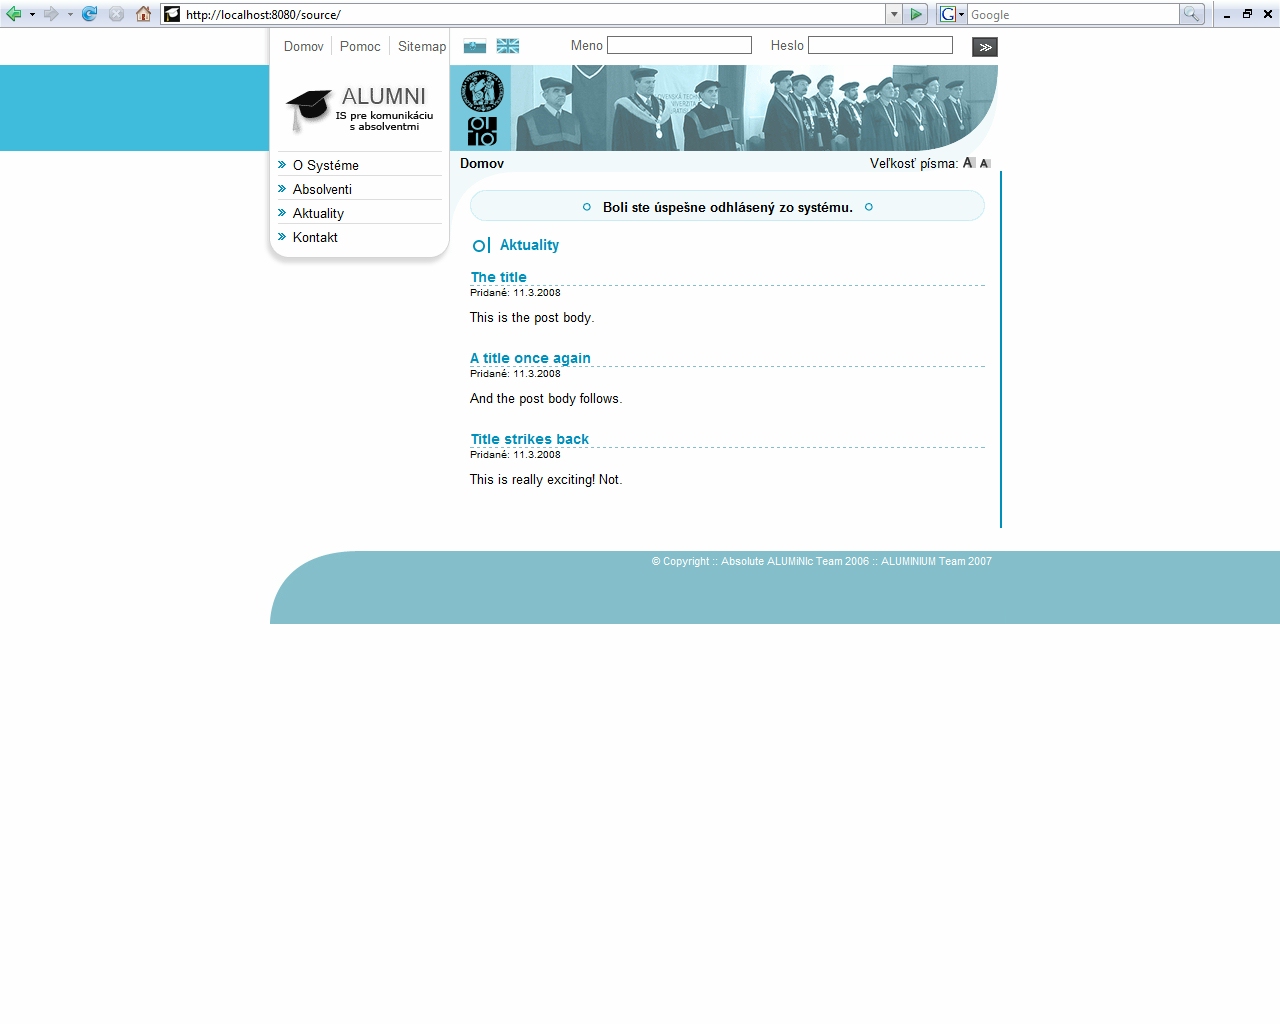 http://localhost:8080/source/
Google
Domov
Pomoc
Sitemap
Meno
Heslo
ALUMNI
IS pre komunikáciu
s absolventmi
O Systéme
Absolventi
Aktuality
Kontakt
Domov
Veľkosť písma: A A
Boli ste úspešne odhlásený zo systému.
Aktuality
The title
Pridané: 11.3.2008
This is the post body.
A title once again
Pridané: 11.3.2008
And the post body follows.
Title strikes back
Pridané: 11.3.2008
This is really exciting! Not.
© Copyright :: Absolute ALUMiNIc Team 2006 :: ALUMINIUM Team 2007